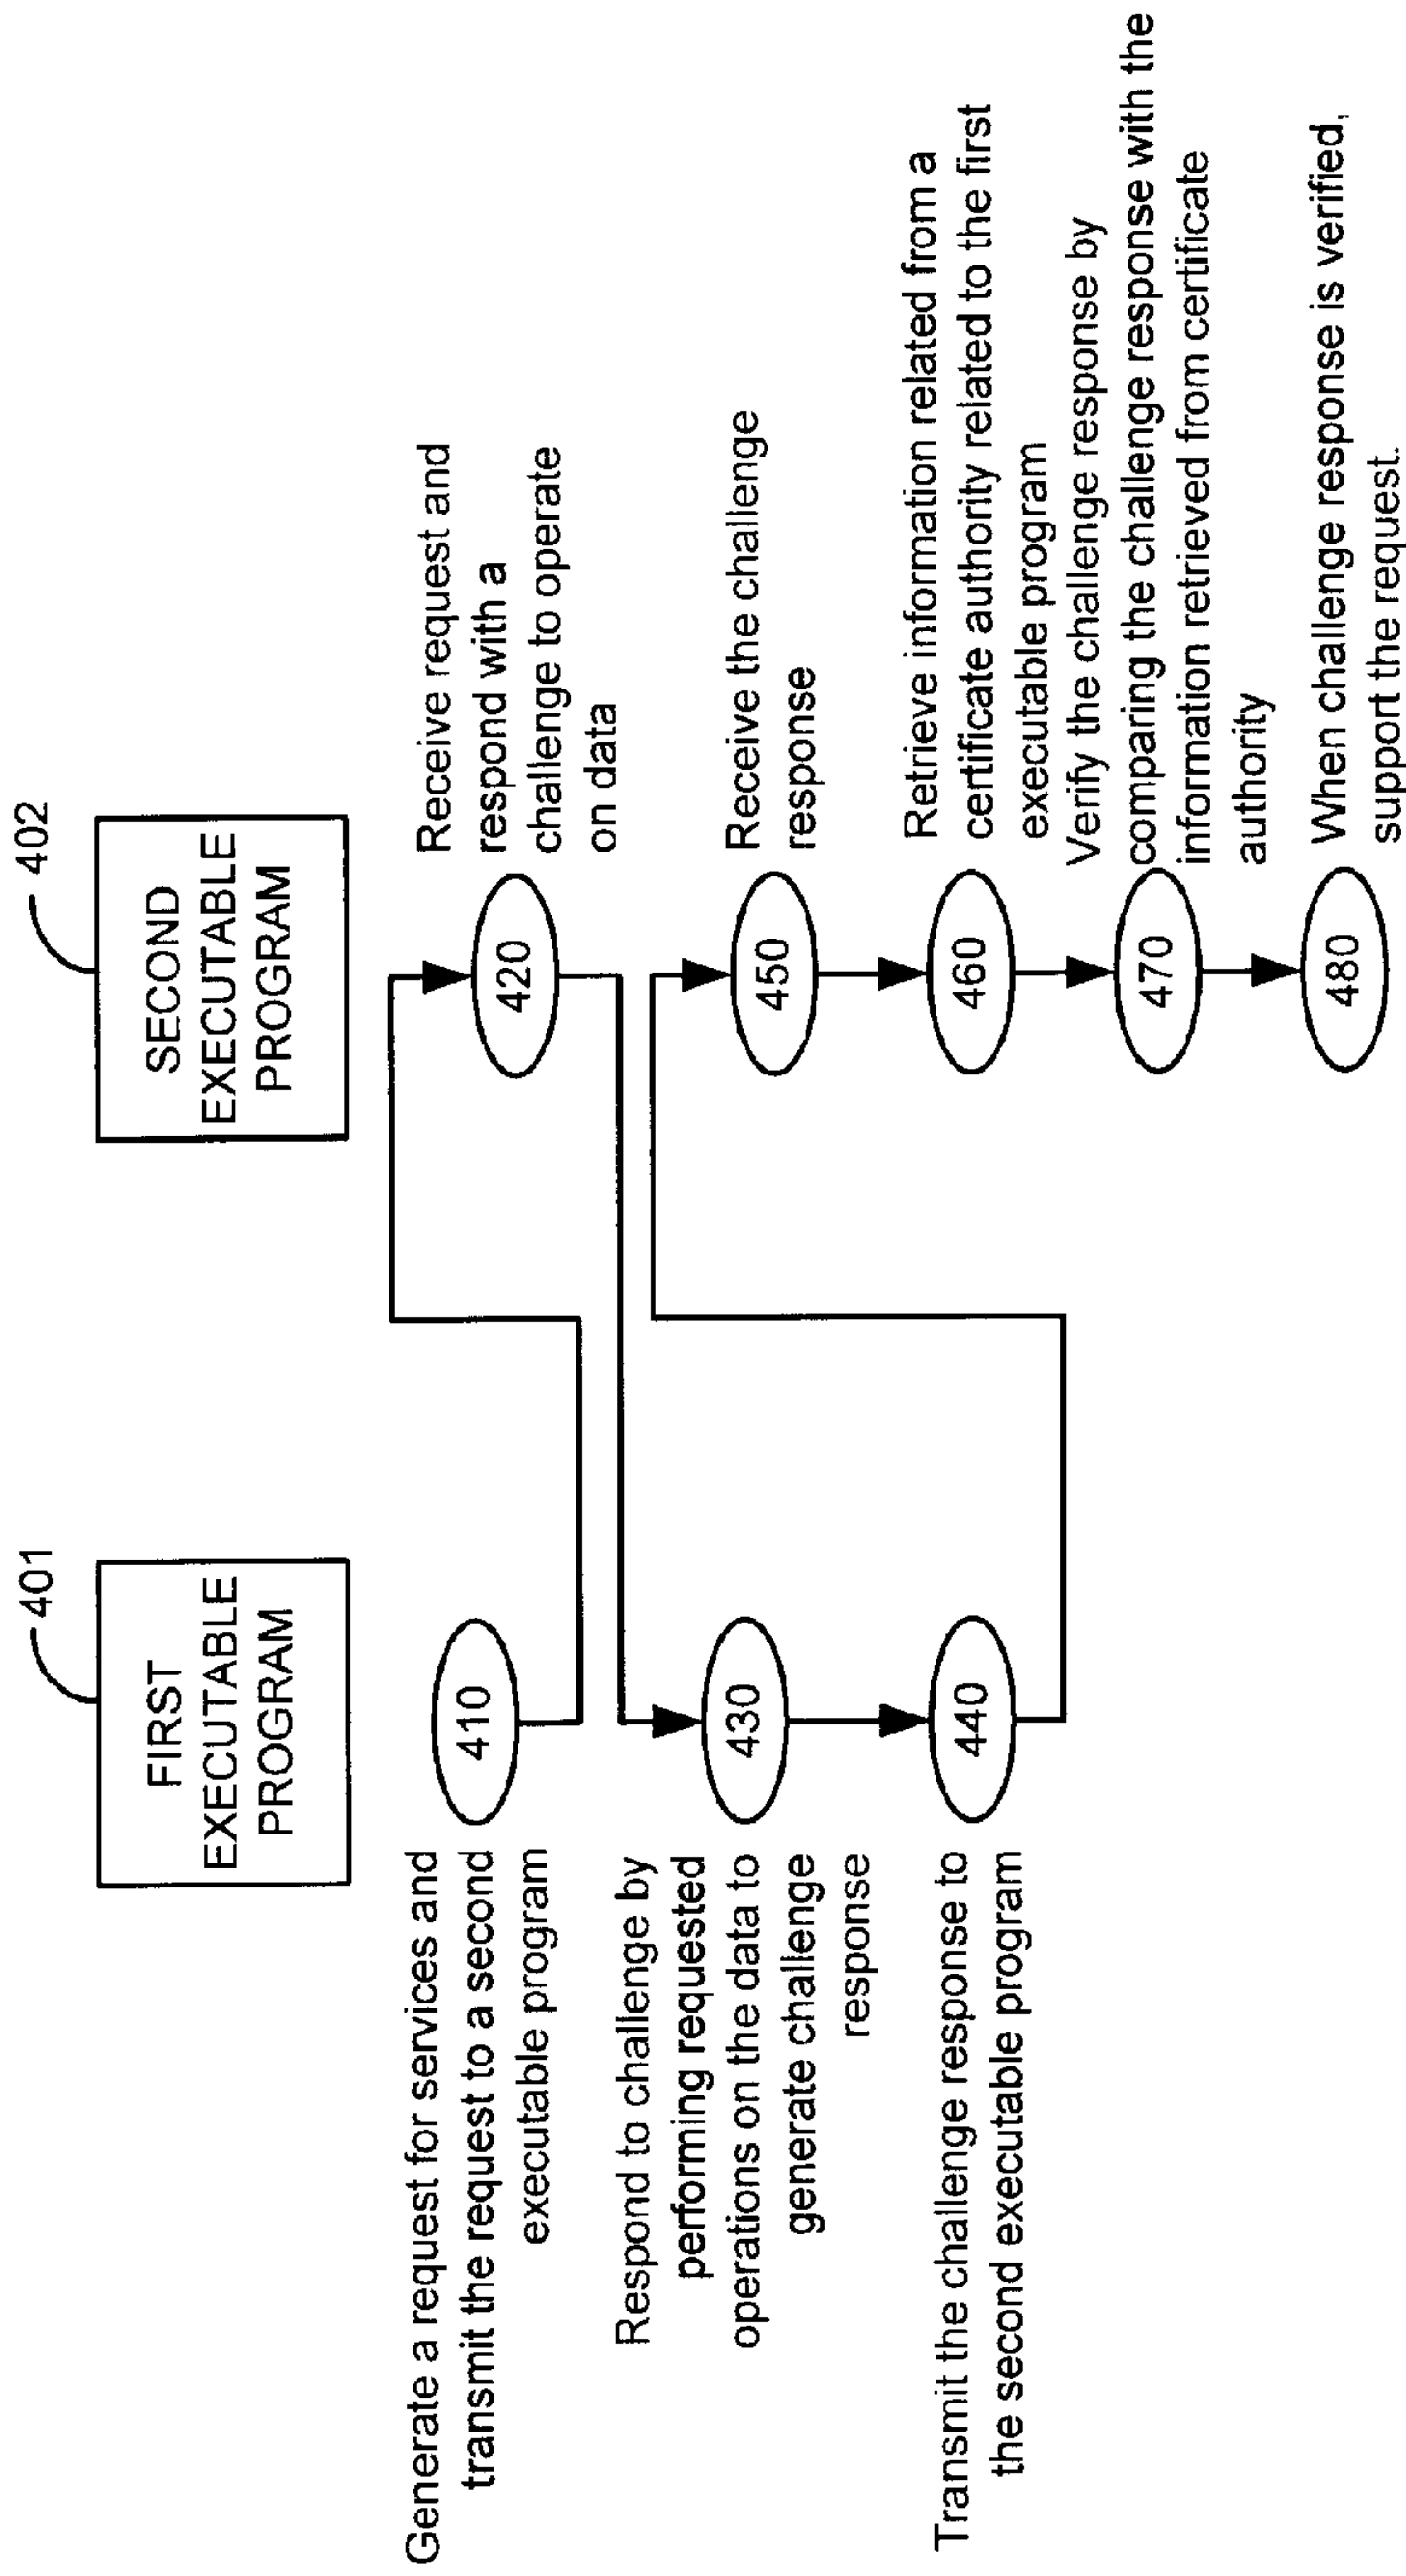 401
FIRST
EXECUTABLE
PROGRAM
402
SECOND
EXECUTABLE
PROGRAM
Generate a request for services and
transmit the request to a second
executable program
410
420
Receive request and
respond with a
challenge to operate
on data
Respond to challenge by
performing requested
operations on the data to
generate challenge
response
430
450
Receive the challenge
response
Transmit the challenge response to
the second executable program
440
460
Retrieve information related from a
certificate authority related to the first
executable program
470
Verify the challenge response by
comparing the challenge response with the
information retrieved from certificate
authority
480
When challenge response is verified,
support the request.